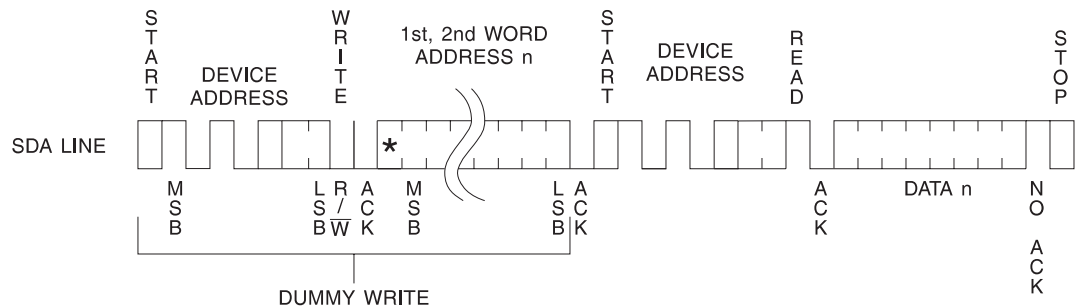 START
WRITE
START
READ
STOP
1st, 2nd WORD
ADDRESS n
DEVICE
ADDRESS
DEVICE
ADDRESS
SDA LINE
*
MSB
LSB
R/W
ACK
MSB
LSB
ACK
ACK
DATA n
NO ACK
DUMMY WRITE